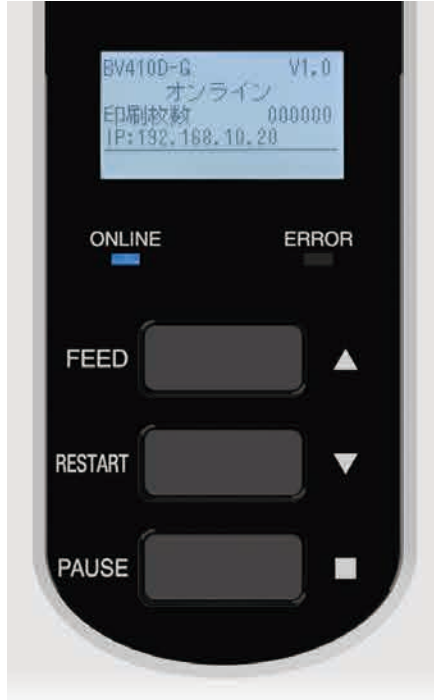 BV410D-G V1.0
オンライン
印刷枚数 000000
IP:192.168.10.20
ONLINE ERROR
FEED ▲
RESTART ▼
PAUSE ■